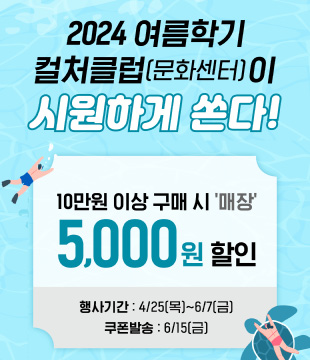 2024 여름학기
컬처클럽(문화센터)이
시원하게 쏜다!
10만원 이상 구매 시 '매장'
5,000원 할인
행사기간 : 4/25(목)~6/7(금)
쿠폰발송 : 6/15(금)